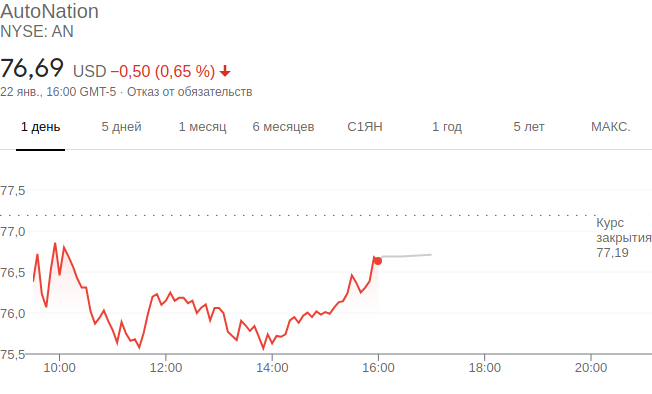 AutoNation
NYSE: AN
76,69 USD −0,50 (0,65 %)
22 янв., 16:00 GMT-5 · Отказ от обязательств
1 день 5 дней 1 месяц 6 месяцев С1ЯН 1 год 5 лет МАКС.
77,5
77,0
76,5
76,0
75,5
Курс
закрытия
77,19
10:00 12:00 14:00 16:00 18:00 20:00